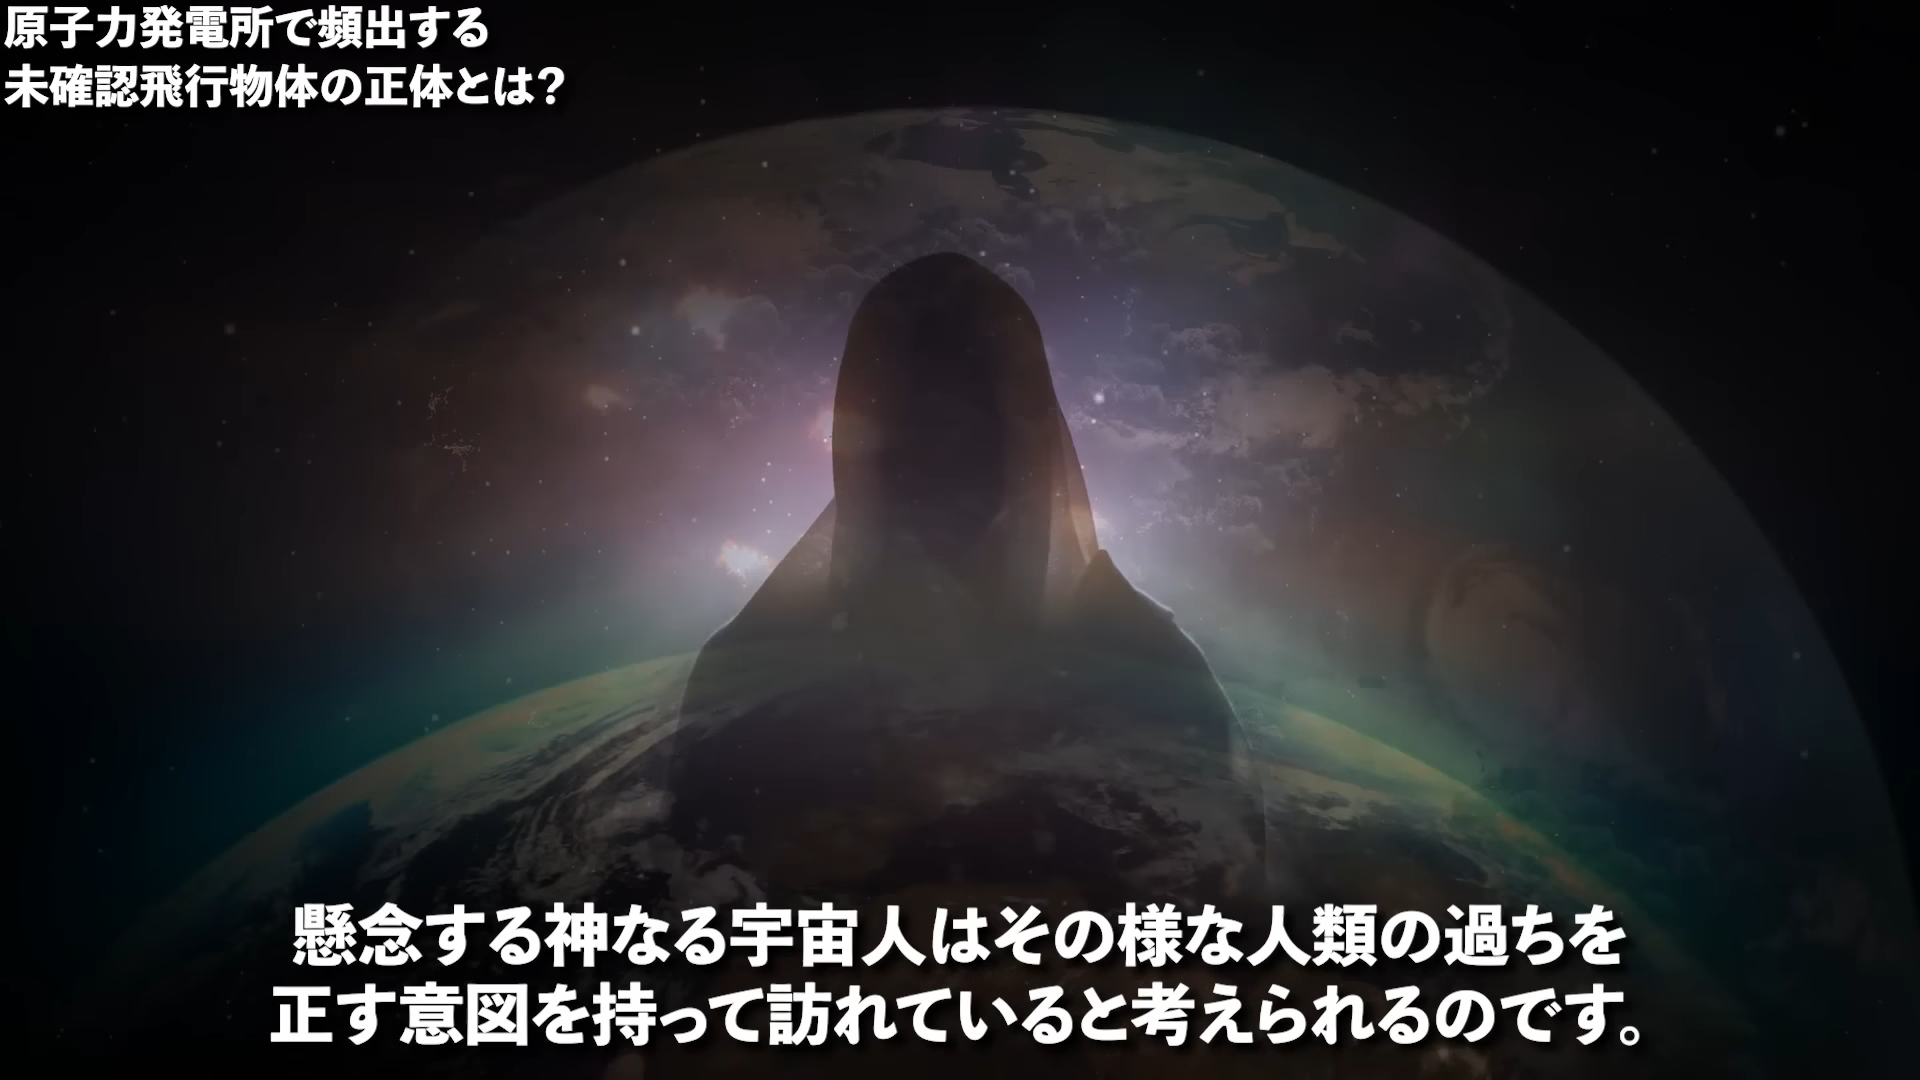 原子力発電所で頻出する
未確認飛行物体の正体とは？
懸念する神なる宇宙人はその様な人類の過ちを
正す意図を持って訪れていると考えられるのです。